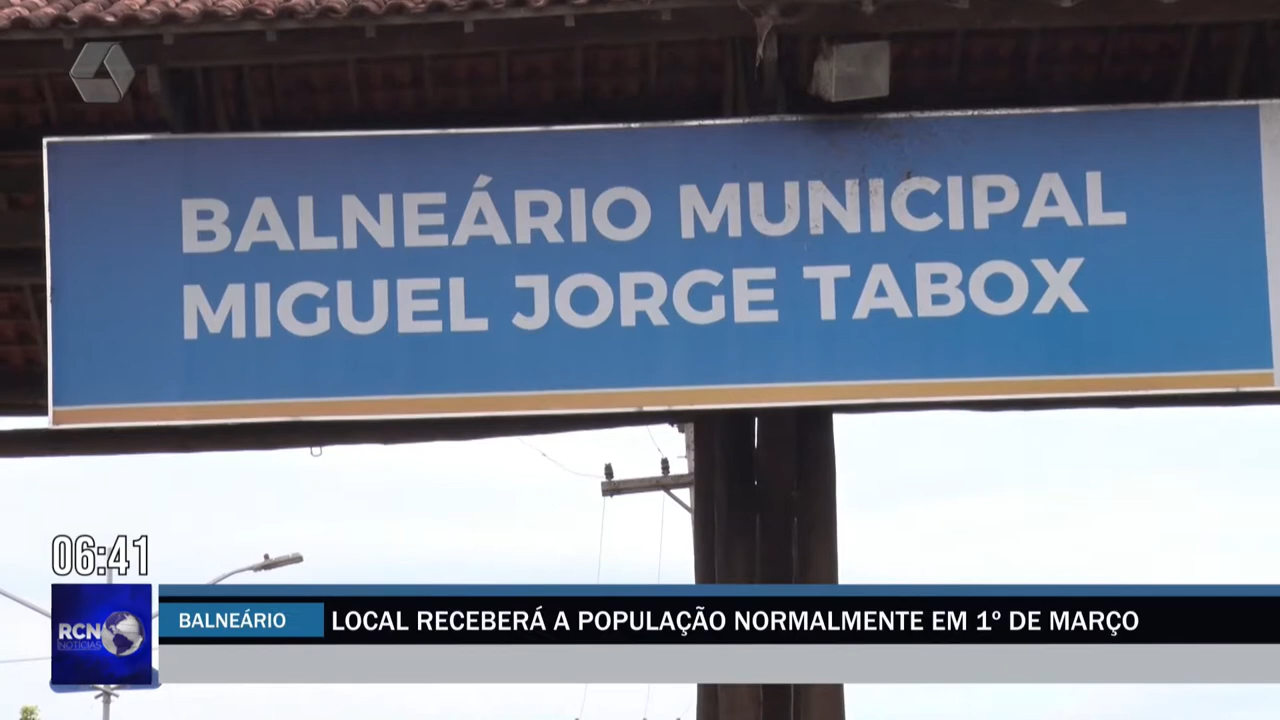 BALNEÁRIO MUNICIPAL
MIGUEL JORGE TABOX
06:41
RCN
NOTÍCIAS
BALNEÁRIO
LOCAL RECEBERÁ A POPULAÇÃO NORMALMENTE EM 1º DE MARÇO